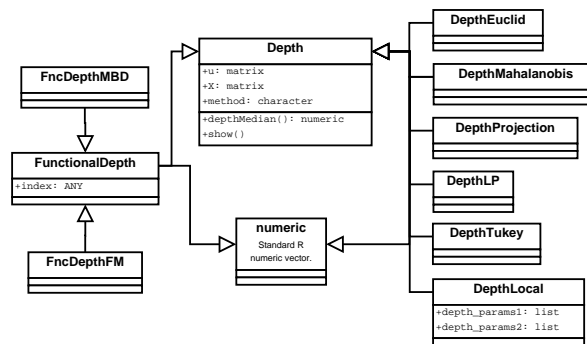 Depth
+u: matrix
+X: matrix
+method: character
+depthMedian(): numeric
+show()
FncDepthMBD
FunctionalDepth
+index: ANY
FncDepthFM
numeric
Standard R
numeric vector.
DepthEuclid
DepthMahalanobis
DepthProjection
DepthLP
DepthTukey
DepthLocal
+depth_params1: list
+depth_params2: list